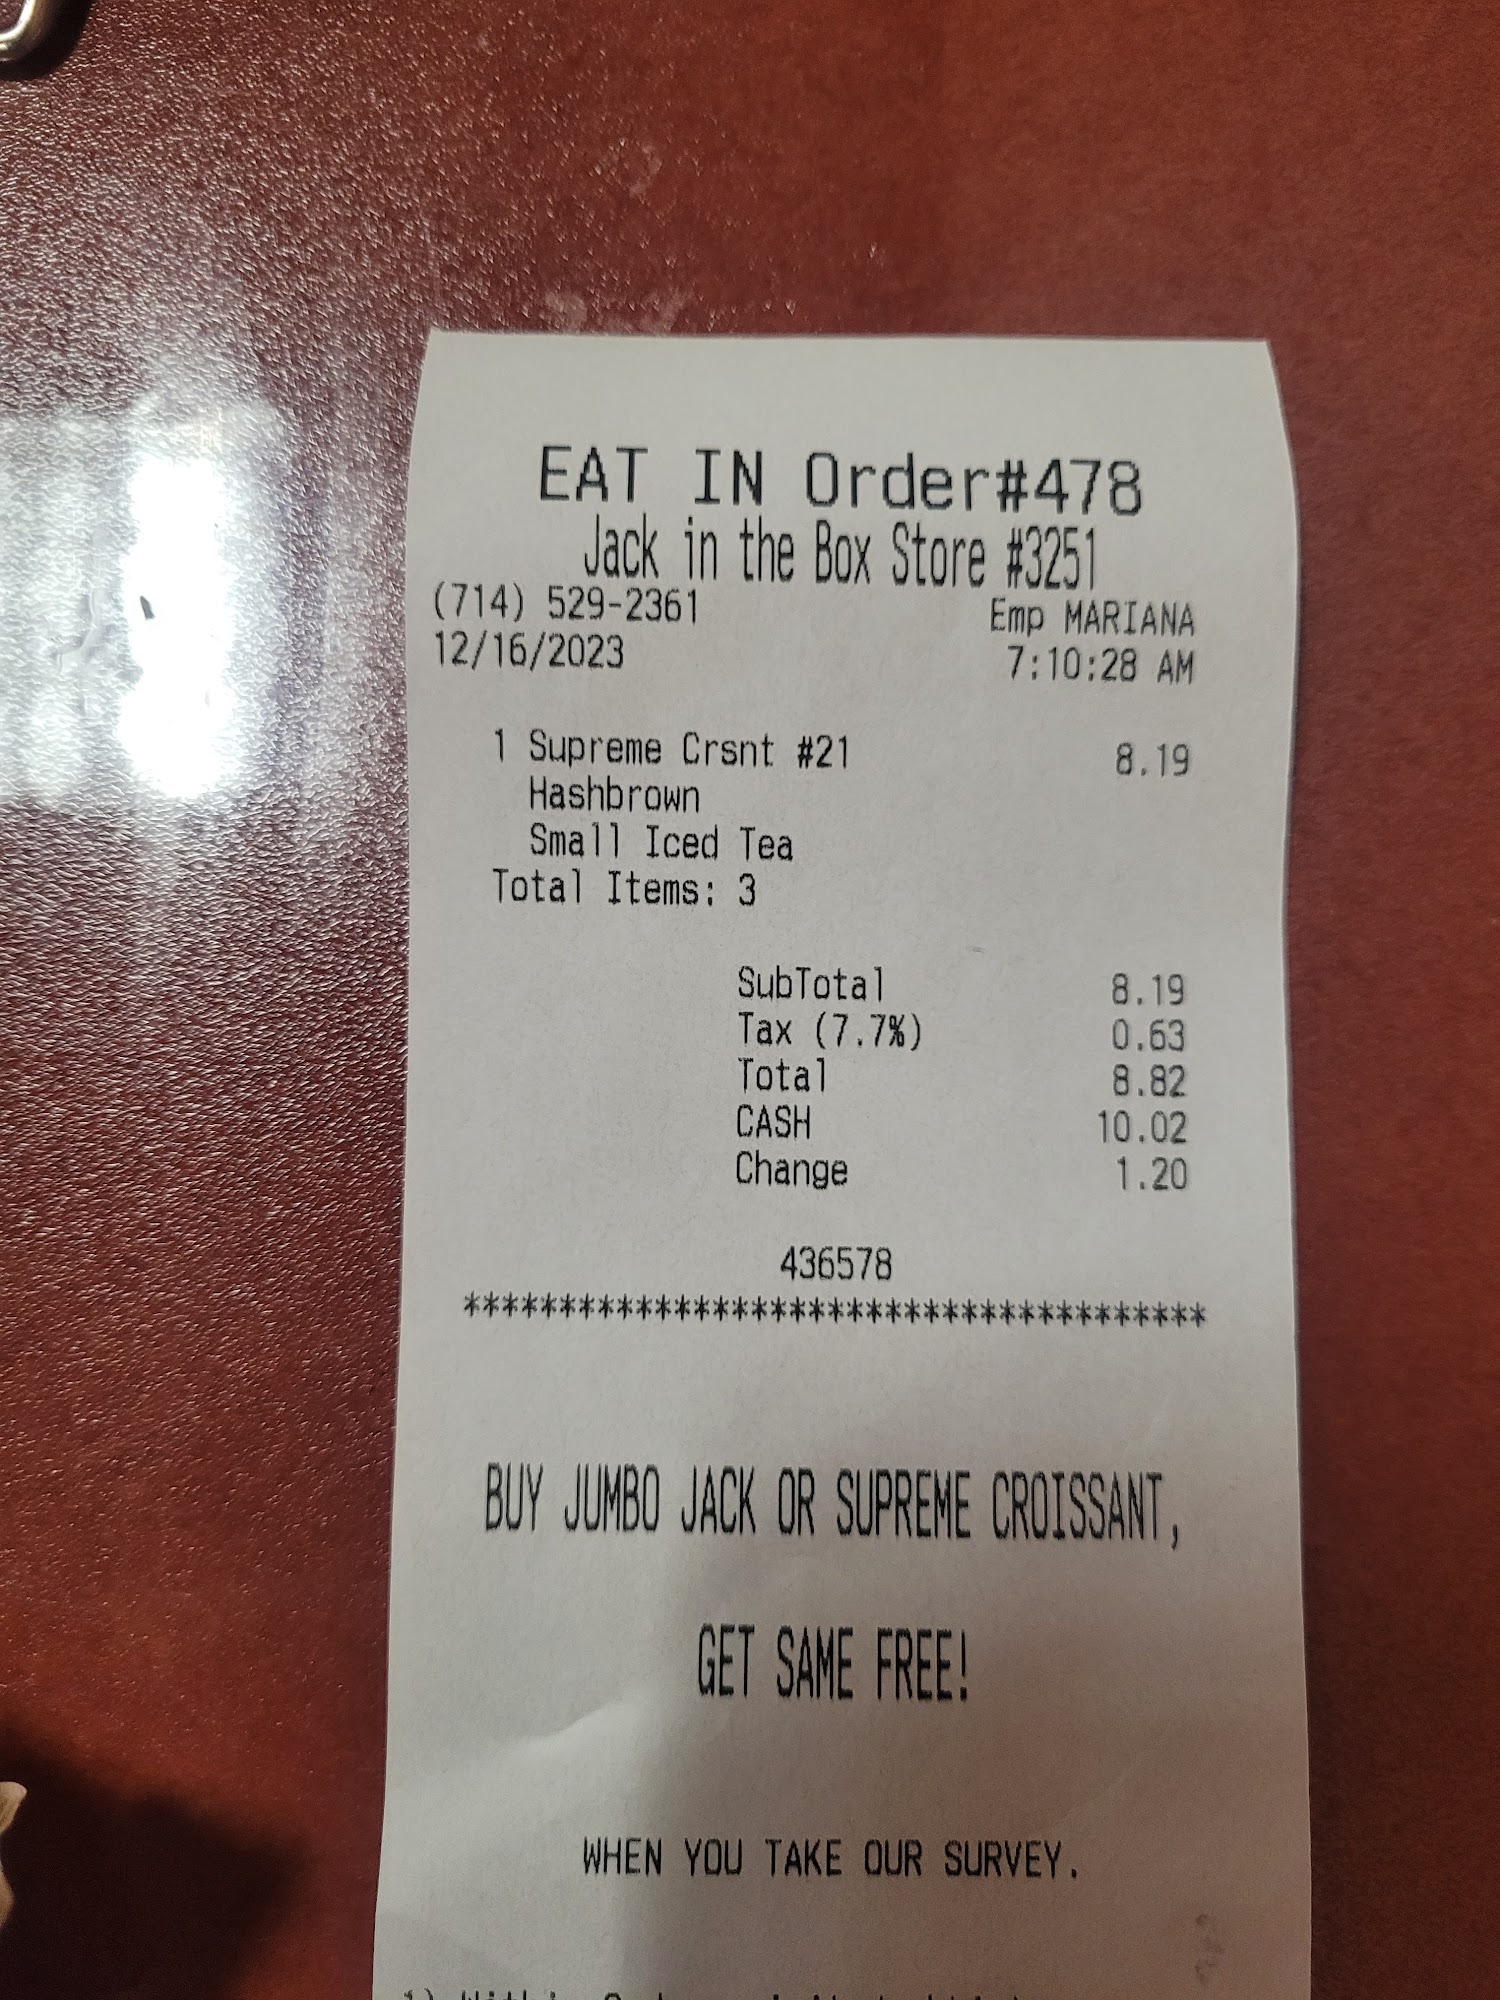 EAT IN Order#478
Jack in the Box Store #3251
(714) 529-2361 Emp MARIANA
12/16/2023 7:10:28 AM
1 Supreme Crsnt #21 8.19
Hashbrown
Small Iced Tea
Total Items: 3
SubTotal 8.19
Tax (7.7%) 0.63
Total 8.82
CASH 10.02
Change 1.20
436578
***************************************
BUY JUMBO JACK OR SUPREME CROISSANT,
GET SAME FREE!
WHEN YOU TAKE OUR SURVEY.